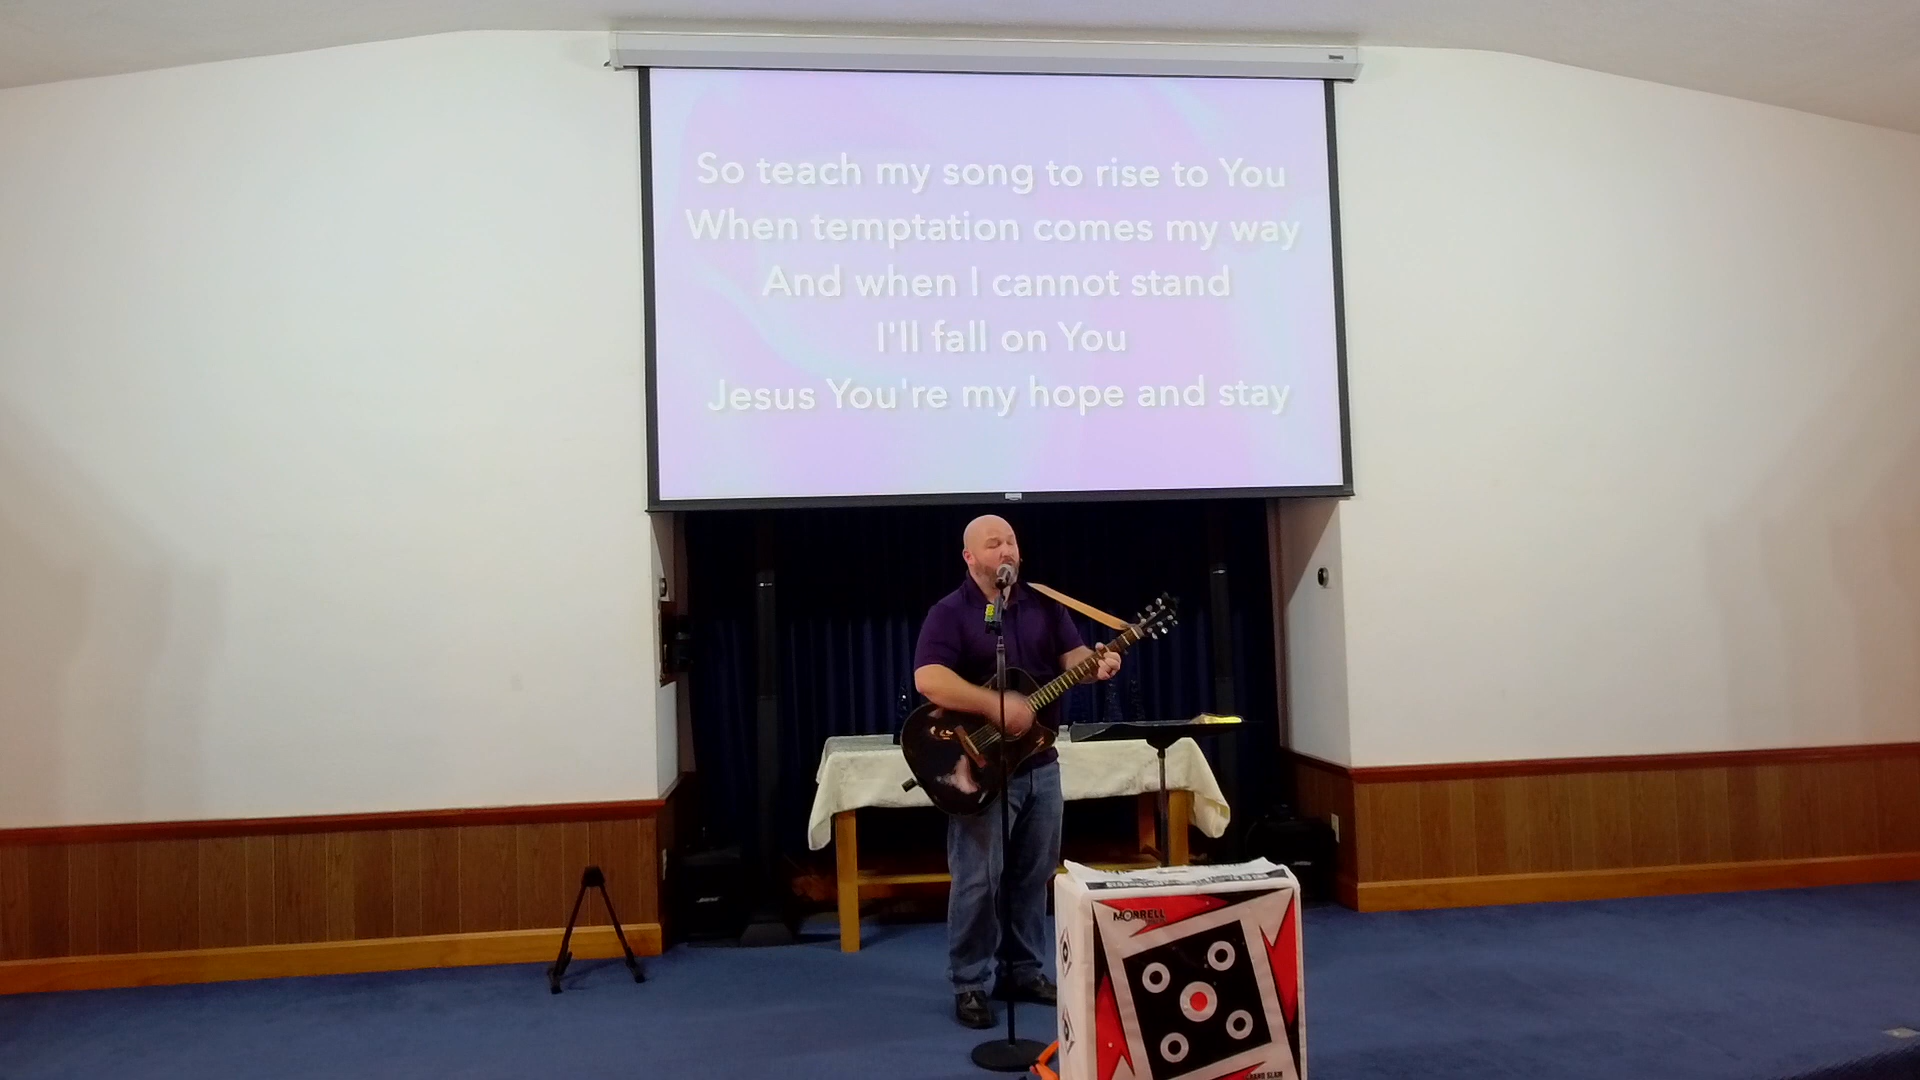 So teach my song to rise to You
When temptation comes my way
And when I cannot stand
I'll fall on You
Jesus You're my hope and stay
MORRELL